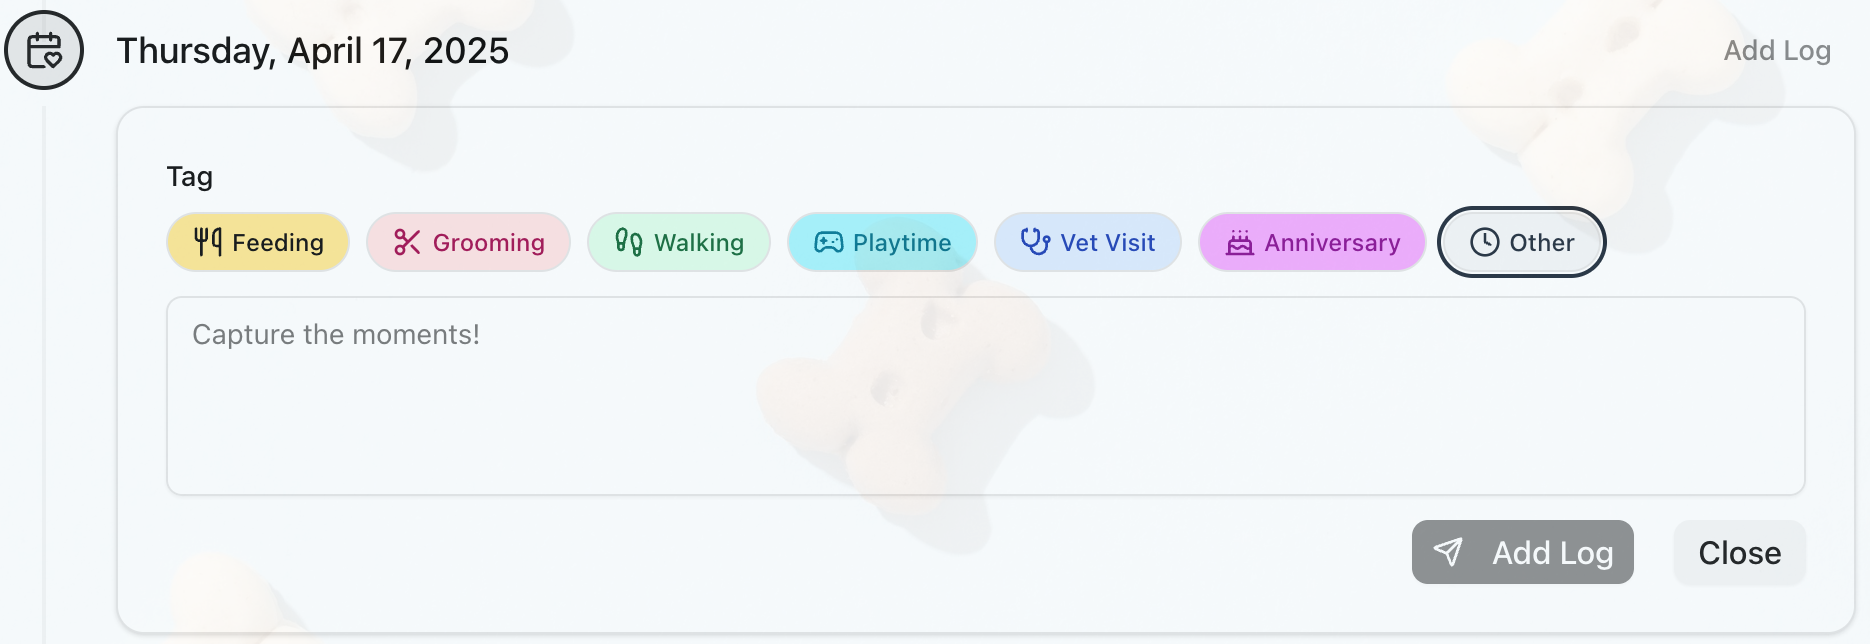 Thursday, April 17, 2025 Add Log
Tag
Feeding Grooming Walking Playtime Vet Visit Anniversary Other
Capture the moments!
Add Log Close